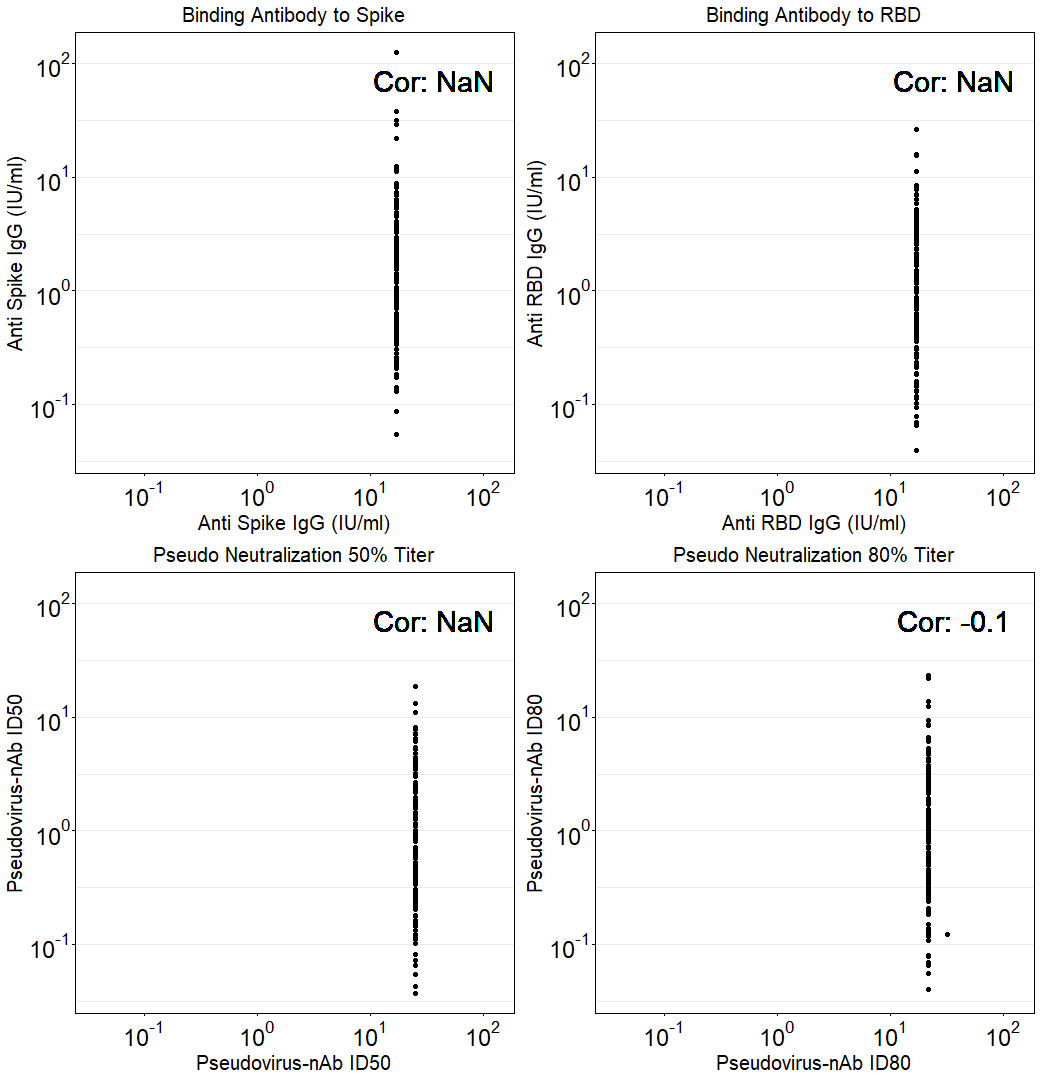 Binding Antibody to Spike
Cor: NaN
10^2
10^1
10^0
10^-1
Anti Spike IgG (IU/ml)
10^-1 10^0 10^1 10^2
Anti Spike IgG (IU/ml)
Binding Antibody to RBD
Cor: NaN
10^2
10^1
10^0
10^-1
Anti RBD IgG (IU/ml)
10^-1 10^0 10^1 10^2
Anti RBD IgG (IU/ml)
Pseudo Neutralization 50% Titer
Cor: NaN
10^2
10^1
10^0
10^-1
Pseudovirus-nAb ID50
10^-1 10^0 10^1 10^2
Pseudovirus-nAb ID50
Pseudo Neutralization 80% Titer
Cor: -0.1
10^2
10^1
10^0
10^-1
Pseudovirus-nAb ID80
10^-1 10^0 10^1 10^2
Pseudovirus-nAb ID80